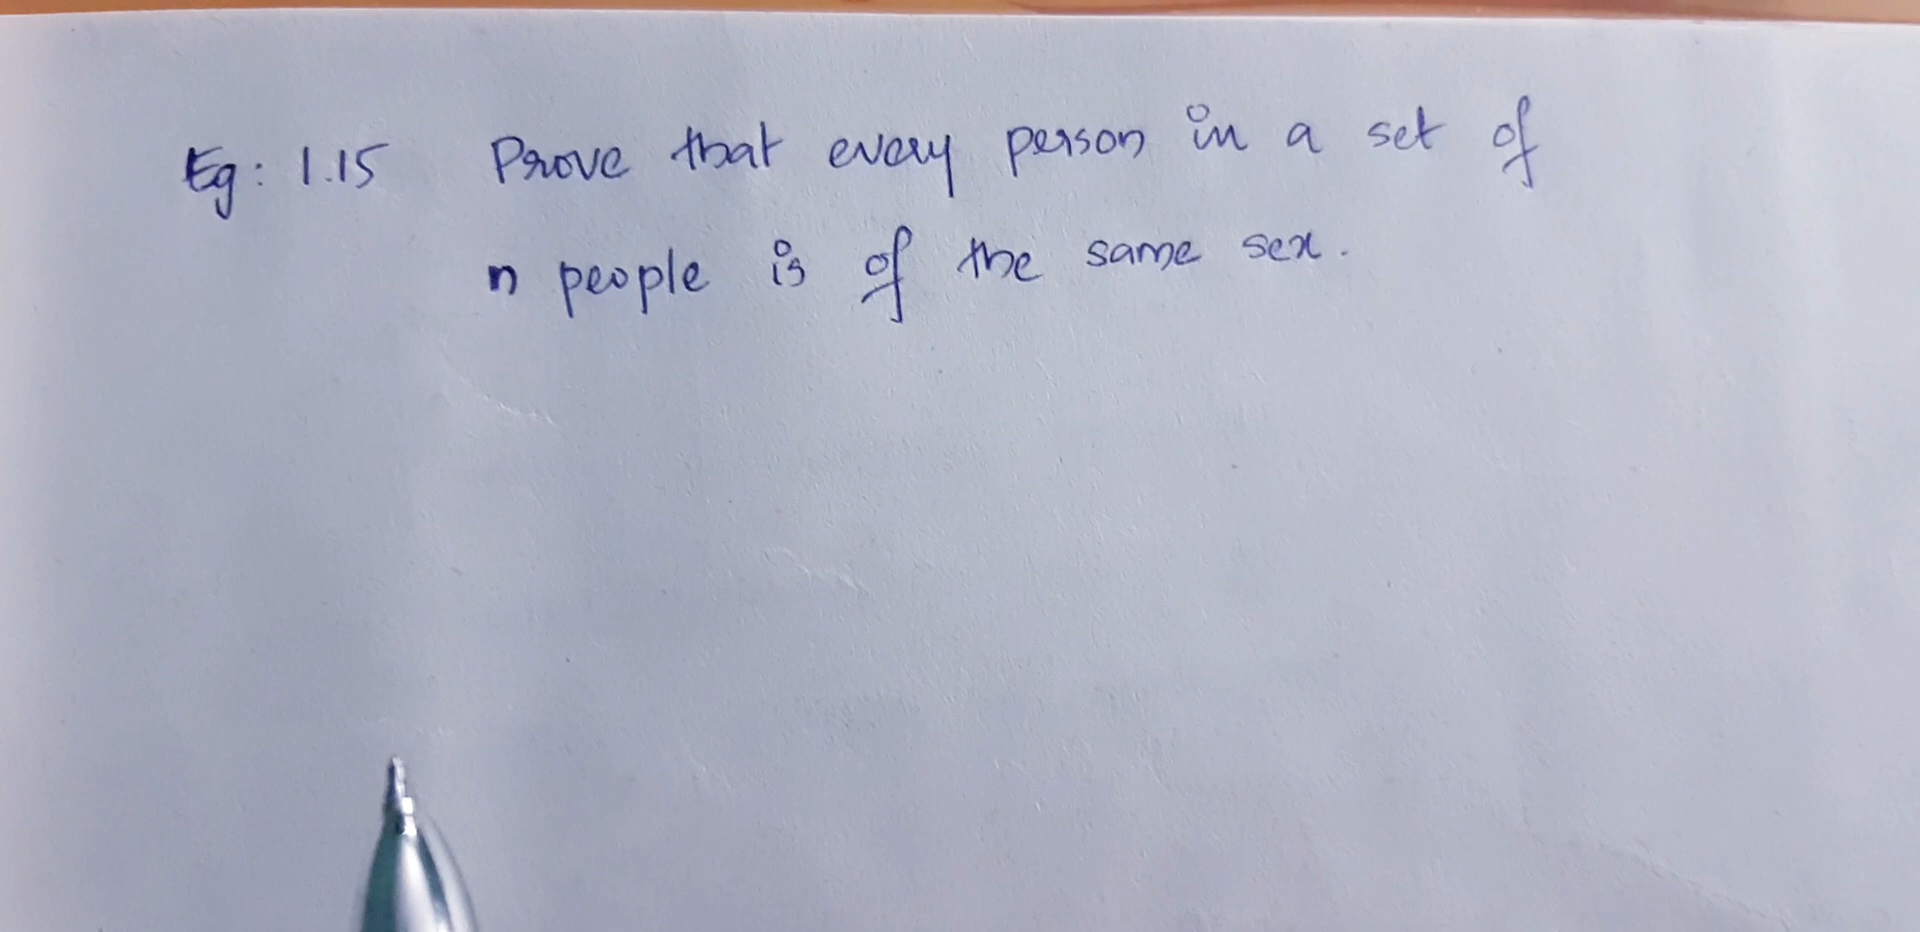 Eg: 1.15 Prove that every person in a set of
n people is of the same sex.